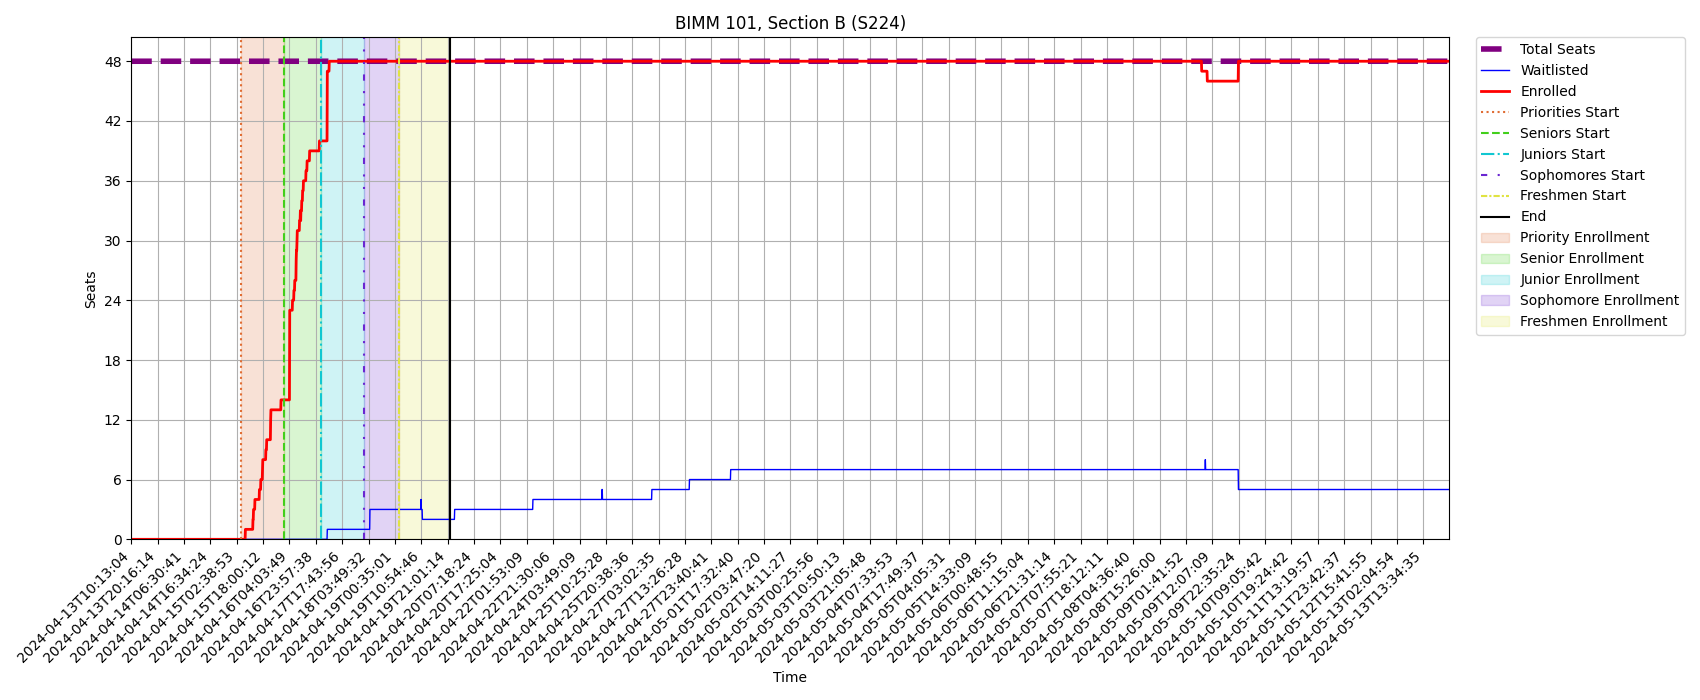 BIMM 101, Section B (S224)
Seats
48
42
36
30
24
18
12
6
0
2024-04-13T10:13:04
2024-04-13T20:16:14
2024-04-14T06:30:41
2024-04-14T16:34:24
2024-04-15T02:38:53
2024-04-15T18:00:12
2024-04-16T04:03:49
2024-04-16T23:57:38
2024-04-17T17:43:56
2024-04-18T03:49:32
2024-04-19T00:35:01
2024-04-19T10:54:46
2024-04-19T21:01:14
2024-04-20T07:18:24
2024-04-20T17:25:04
2024-04-22T01:53:09
2024-04-22T21:30:06
2024-04-24T03:49:09
2024-04-25T10:25:28
2024-04-25T20:38:36
2024-04-27T03:02:35
2024-04-27T13:26:28
2024-04-27T23:40:41
2024-05-01T17:32:40
2024-05-02T03:47:20
2024-05-02T14:11:27
2024-05-03T00:25:56
2024-05-03T10:50:13
2024-05-03T21:05:48
2024-05-04T07:33:53
2024-05-04T17:49:37
2024-05-05T04:05:31
2024-05-05T14:33:09
2024-05-06T00:48:55
2024-05-06T11:15:04
2024-05-06T21:31:14
2024-05-07T07:55:21
2024-05-07T18:12:11
2024-05-08T04:36:40
2024-05-08T15:26:00
2024-05-09T01:41:52
2024-05-09T12:07:09
2024-05-09T22:35:24
2024-05-10T09:05:42
2024-05-10T19:24:42
2024-05-11T13:19:57
2024-05-11T23:42:37
2024-05-12T15:41:55
2024-05-13T02:04:54
2024-05-13T13:34:35
Time
Total Seats
Waitlisted
Enrolled
Priorities Start
Seniors Start
Juniors Start
Sophomores Start
Freshmen Start
End
Priority Enrollment
Senior Enrollment
Junior Enrollment
Sophomore Enrollment
Freshmen Enrollment